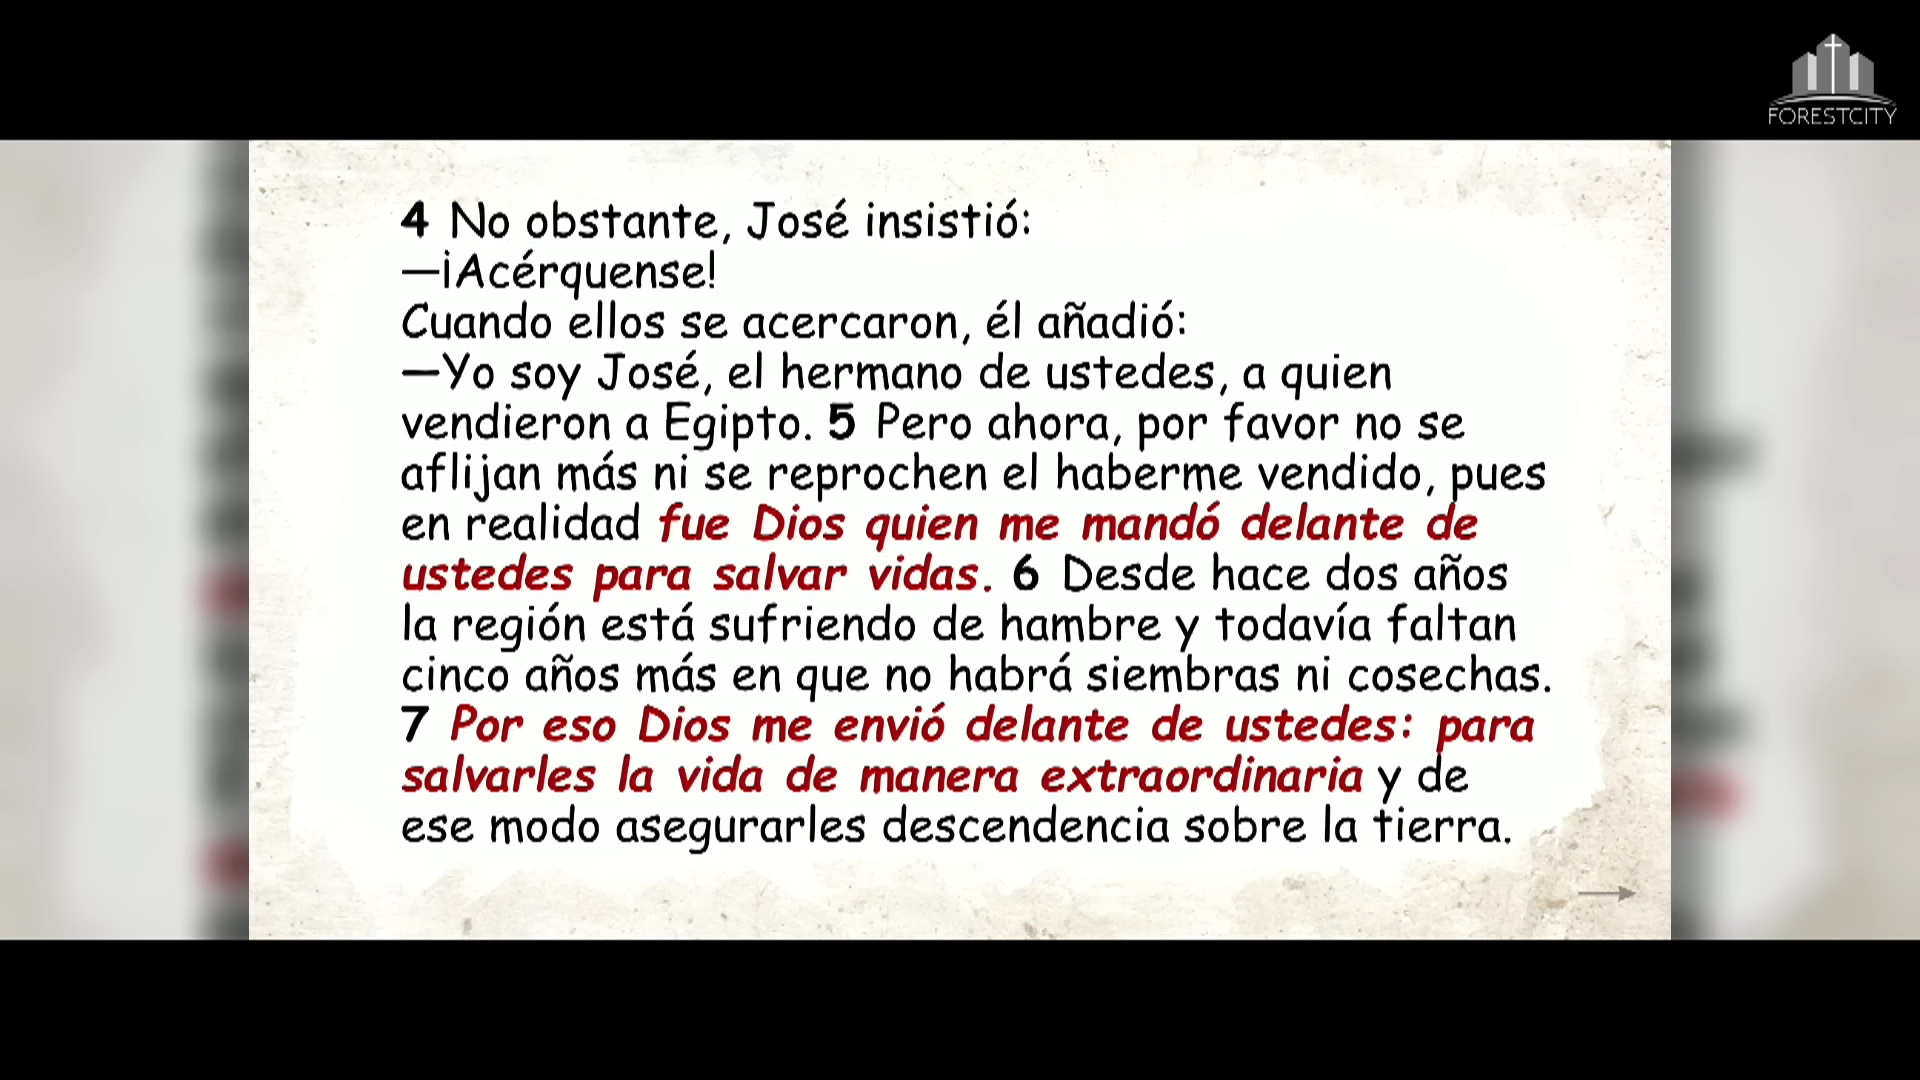 FORESTCITY
4 No obstante, José insistió:
—¡Acérquense!
Cuando ellos se acercaron, él añadió:
—Yo soy José, el hermano de ustedes, a quien
vendieron a Egipto. 5 Pero ahora, por favor no se
aflijan más ni se reprochen el haberme vendido, pues
en realidad fue Dios quien me mandó delante de
ustedes para salvar vidas. 6 Desde hace dos años
la región está sufriendo de hambre y todavía faltan
cinco años más en que no habrá siembras ni cosechas.
7 Por eso Dios me envió delante de ustedes: para
salvarles la vida de manera extraordinaria y de
ese modo asegurarles descendencia sobre la tierra.